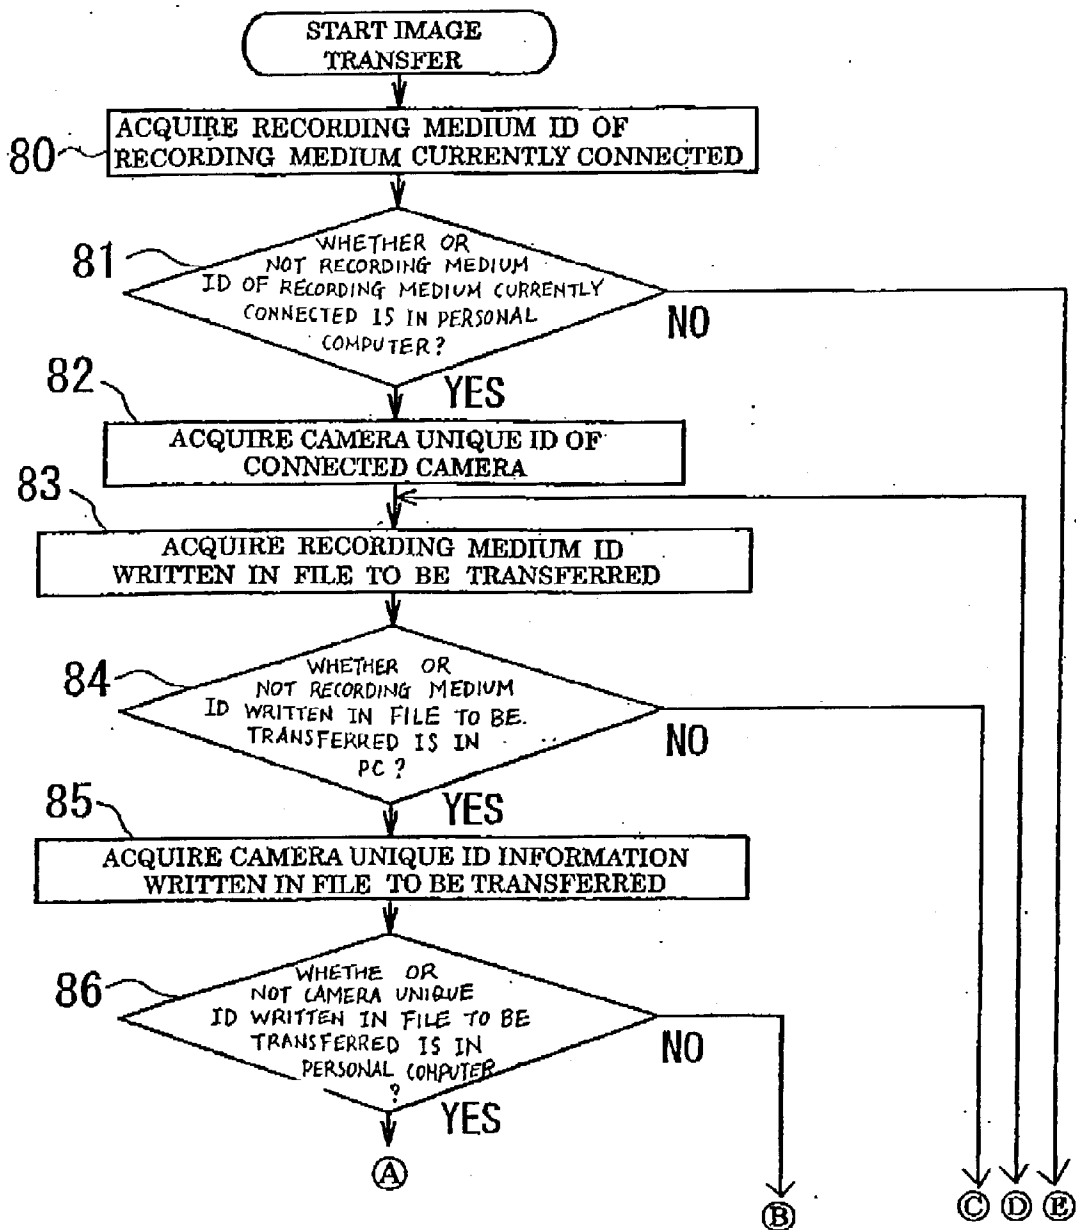 START IMAGE
TRANSFER
80
ACQUIRE RECORDING MEDIUM ID OF
RECORDING MEDIUM CURRENTLY CONNECTED
81
WHETHER OR
NOT RECORDING MEDIUM
ID OF RECORDING MEDIUM CURRENTLY
CONNECTED IS IN PERSONAL
COMPUTER?
NO
YES
82
ACQUIRE CAMERA UNIQUE ID OF
CONNECTED CAMERA
83
ACQUIRE RECORDING MEDIUM ID
WRITTEN IN FILE TO BE TRANSFERRED
84
WHETHER OR
NOT RECORDING MEDIUM
ID WRITTEN IN FILE TO BE
TRANSFERRED IS IN
PC?
NO
YES
85
ACQUIRE CAMERA UNIQUE ID INFORMATION
WRITTEN IN FILE TO BE TRANSFERRED
86
WHETHE OR
NOT CAMERA UNIQUE
ID WRITTEN IN FILE TO BE
TRANSFERRED IS IN
PERSONAL COMPUTER
?
NO
YES
A
B
C D E